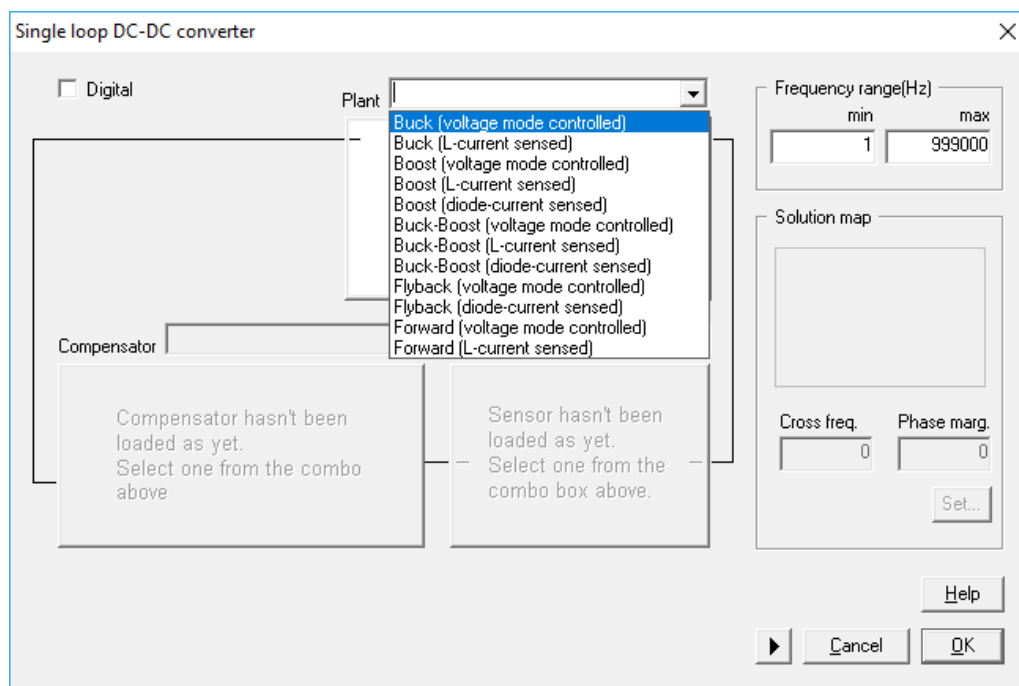 Single loop DC-DC converter
Digital
Plant
Buck (voltage mode controlled)
Buck (L-current sensed)
Boost (voltage mode controlled)
Boost (L-current sensed)
Boost (diode-current sensed)
Buck-Boost (voltage mode controlled)
Buck-Boost (L-current sensed)
Buck-Boost (diode-current sensed)
Flyback (voltage mode controlled)
Flyback (diode-current sensed)
Forward (voltage mode controlled)
Forward (L-current sensed)
Frequency range(Hz)
min max
1 999000
Solution map
Compensator
Compensator hasn't been
loaded as yet.
Select one from the combo
above
Sensor hasn't been
loaded as yet.
Select one from the
combo box above.
Cross freq. Phase marg.
0 0
Set...
Help
Cancel OK